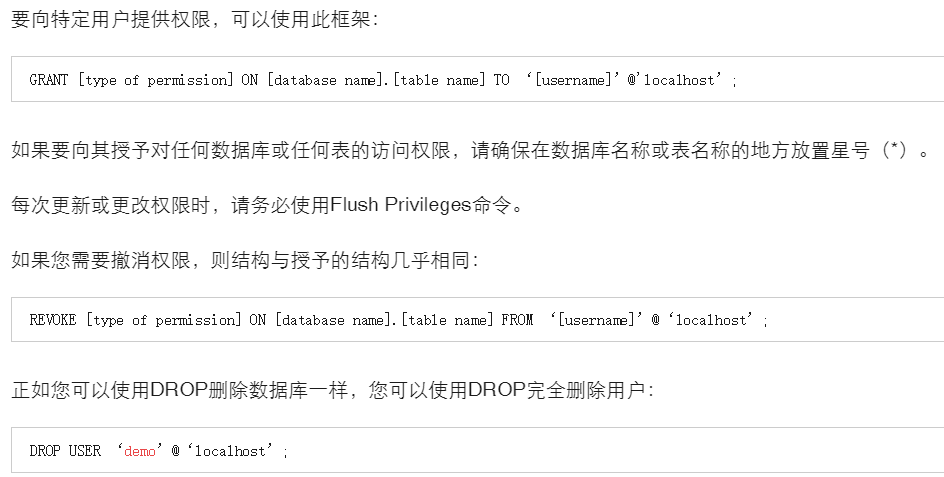 要向特定用户提供权限，可以使用此框架：
GRANT [type of permission] ON [database name].[table name] TO ‘[username]’@'localhost’;
如果要向其授予对任何数据库或任何表的访问权限，请确保在数据库名称或表名称的地方放置星号（*）。
每次更新或更改权限时，请务必使用Flush Privileges命令。
如果您需要撤消权限，则结构与授予的结构几乎相同：
REVOKE [type of permission] ON [database name].[table name] FROM ‘[username]’@‘localhost’;
正如您可以使用DROP删除数据库一样，您可以使用DROP完全删除用户：
DROP USER ‘demo’@‘localhost’;